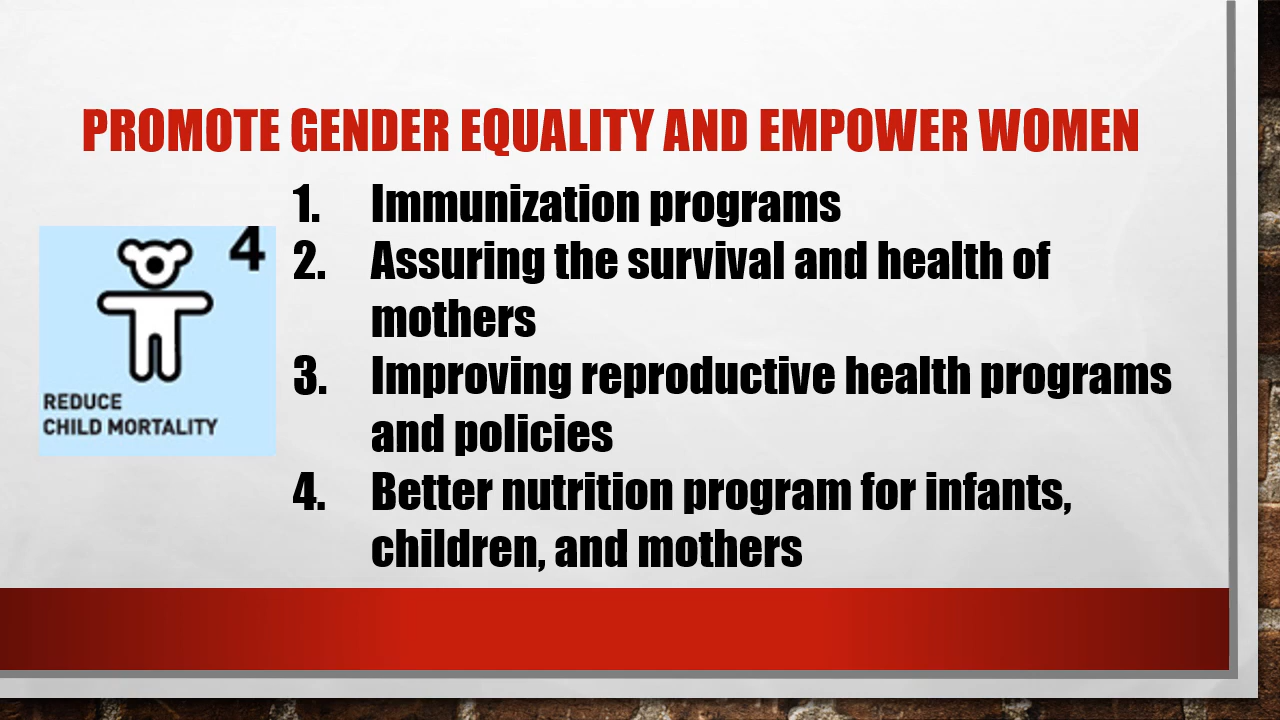 PROMOTE GENDER EQUALITY AND EMPOWER WOMEN
4
REDUCE
CHILD MORTALITY
1. Immunization programs
2. Assuring the survival and health of
mothers
3. Improving reproductive health programs
and policies
4. Better nutrition program for infants,
children, and mothers